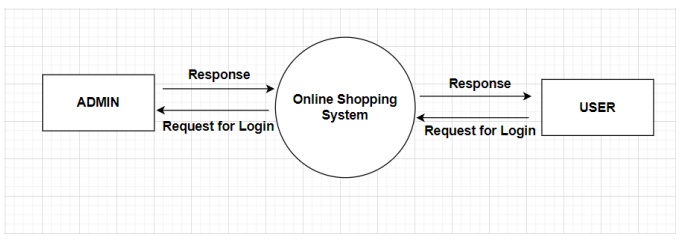 Response
ADMIN
Request for Login
Online Shopping
System
Response
USER
Request for Login